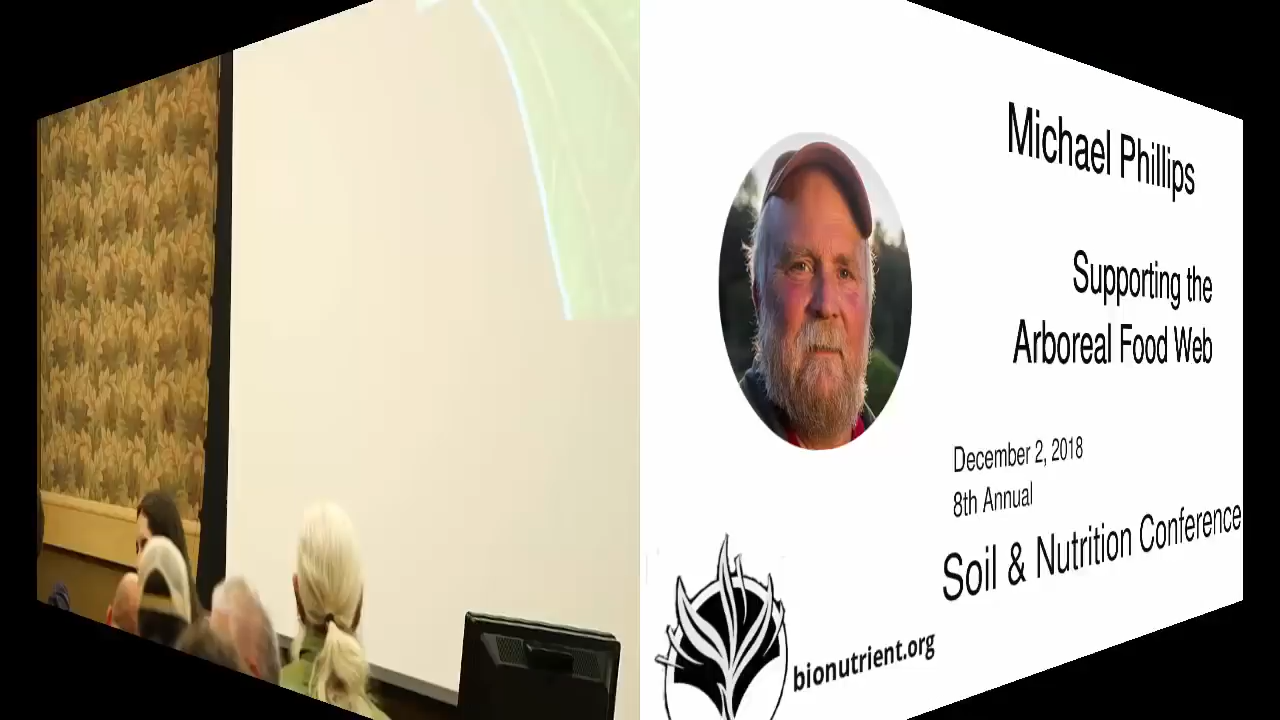 Michael Phillips
Supporting the
Arboreal Food Web
December 2, 2018
8th Annual
Soil & Nutrition Conference
bionutrient.org